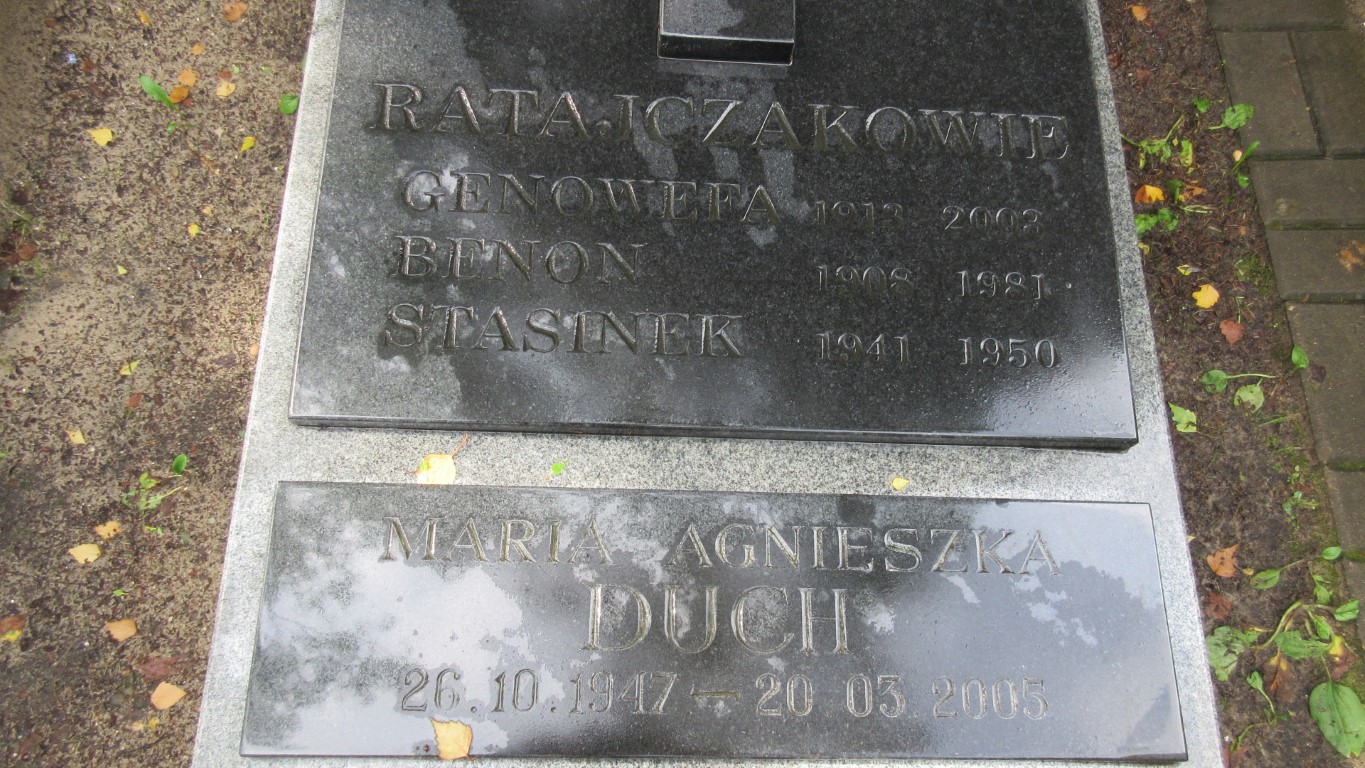 RATAJCZAKOWIE
GENOWEFA 1913 2003
BENON 1908 1981
STASINEK 1941 1950
MARIA AGNIESZKA
DUCH
26.10.1947 — 20 03 2005